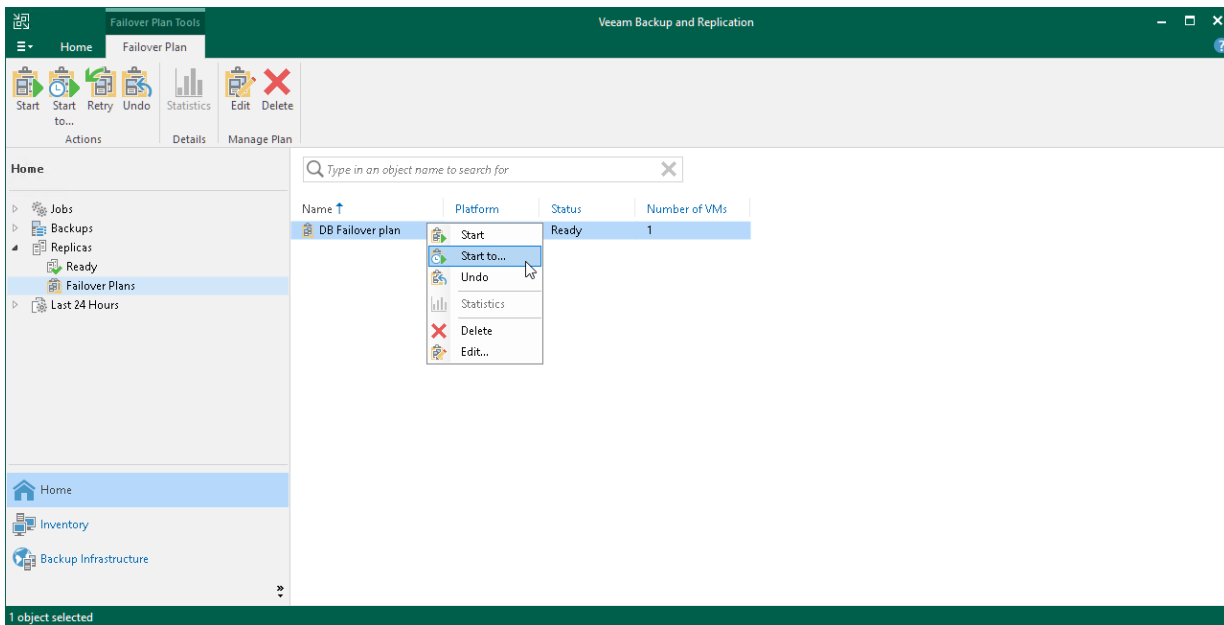 Failover Plan Tools
Veeam Backup and Replication
Home Failover Plan
Start Start to... Retry Undo Statistics Edit Delete
Actions Details Manage Plan
Home
Type in an object name to search for
Jobs
Backups
Replicas
Ready
Failover Plans
Last 24 Hours
Name Platform Status Number of VMs
DB Failover plan Ready 1
Start
Start to...
Undo
Statistics
Delete
Edit...
Home
Inventory
Backup Infrastructure
1 object selected